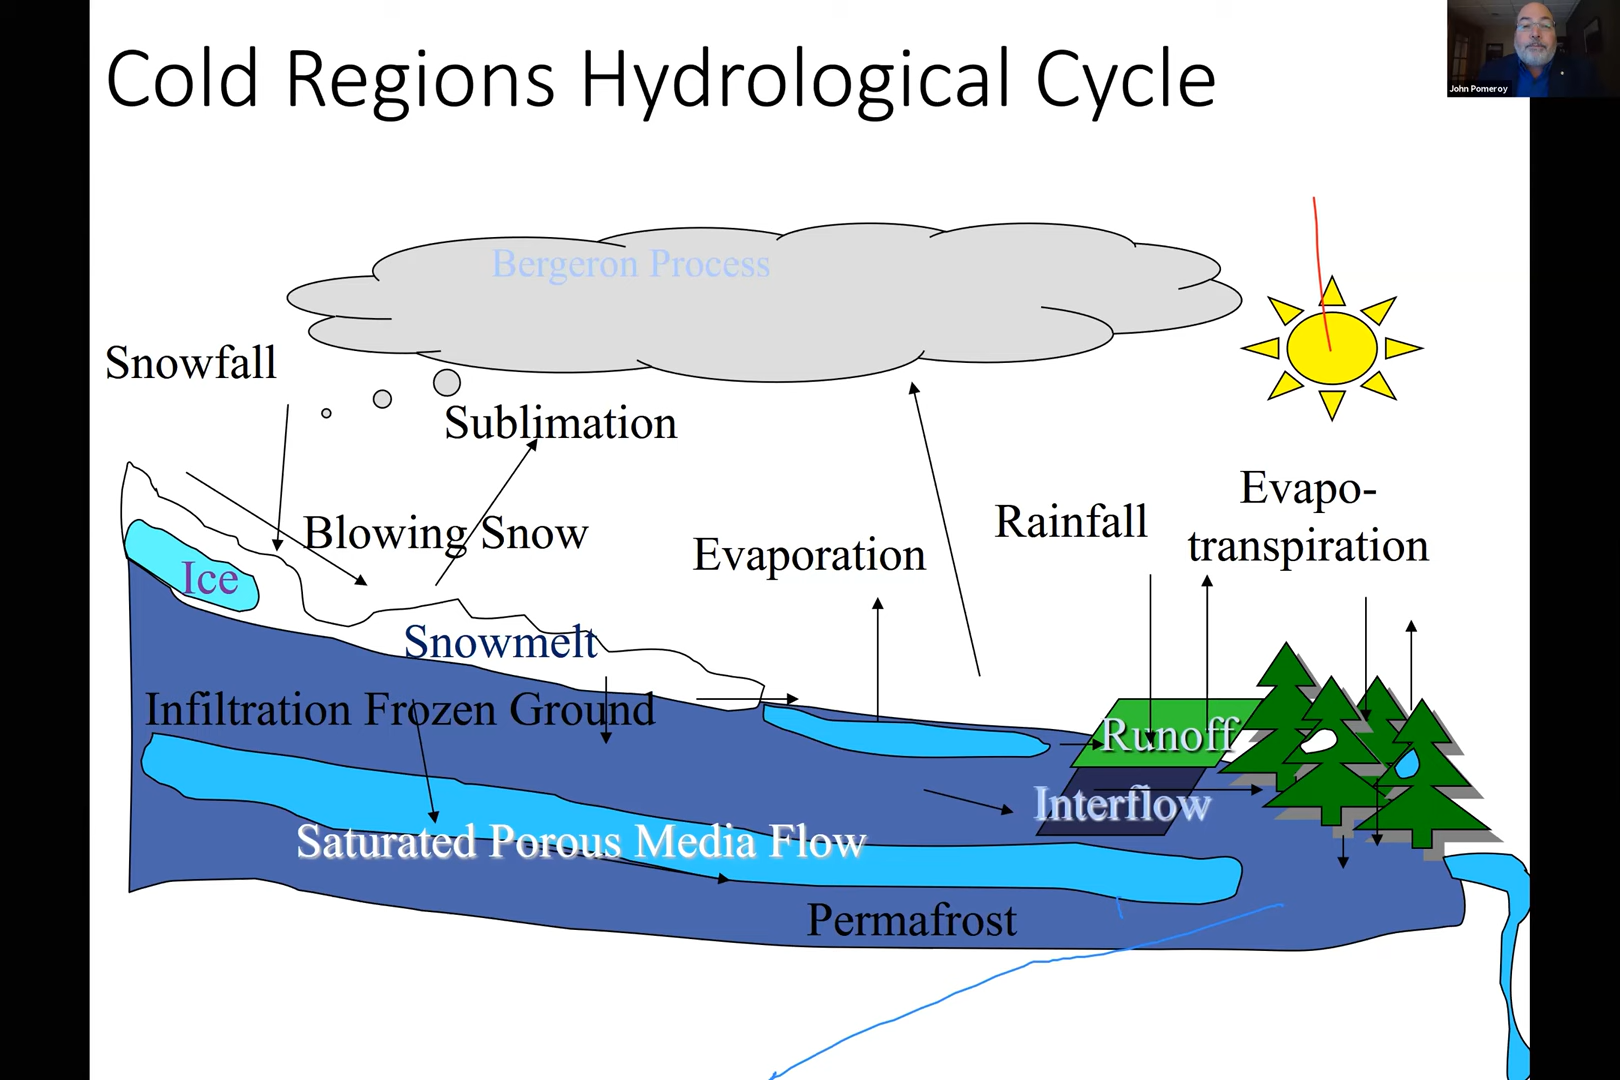 Cold Regions Hydrological Cycle
John Pomeroy
Bergeron Process
Snowfall
Sublimation
Blowing Snow
Evaporation
Rainfall
Evapo-
transpiration
Ice
Snowmelt
Infiltration Frozen Ground
Runoff
Interflow
Saturated Porous Media Flow
Permafrost